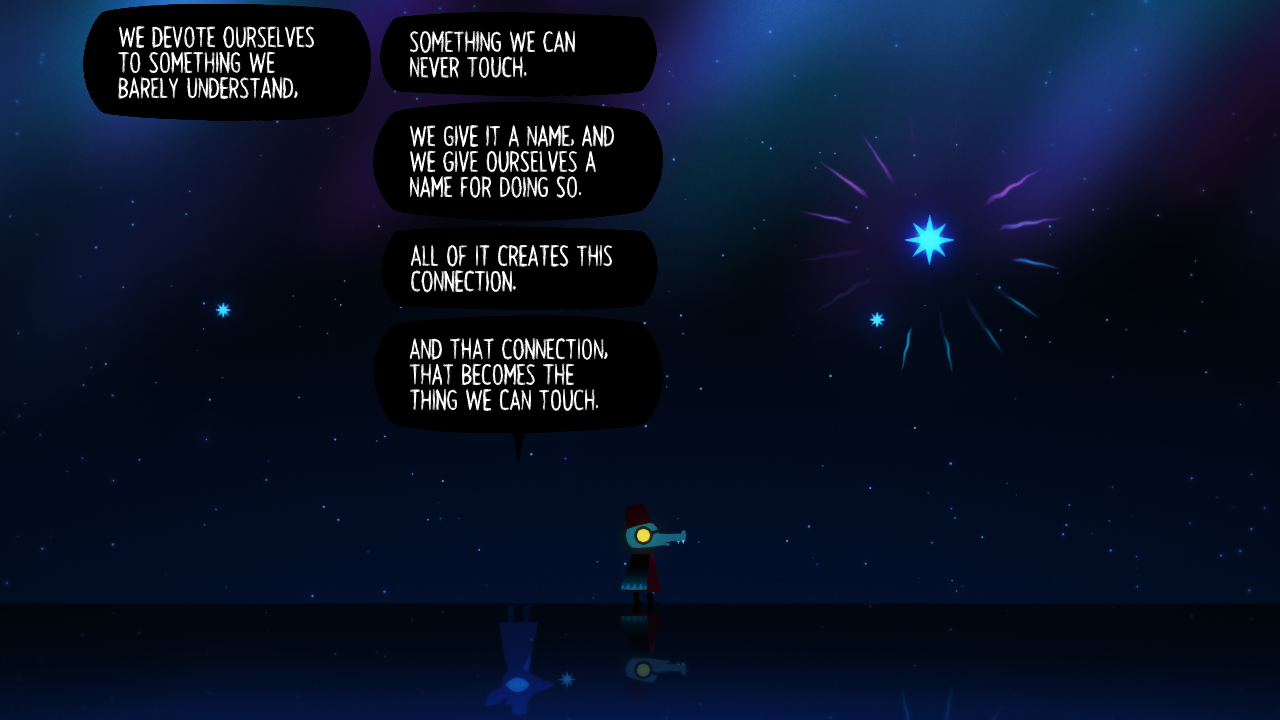 WE DEVOTE OURSELVES
TO SOMETHING WE
BARELY UNDERSTAND,
SOMETHING WE CAN
NEVER TOUCH.
WE GIVE IT A NAME, AND
WE GIVE OURSELVES A
NAME FOR DOING SO.
ALL OF IT CREATES THIS
CONNECTION.
AND THAT CONNECTION,
THAT BECOMES THE
THING WE CAN TOUCH.